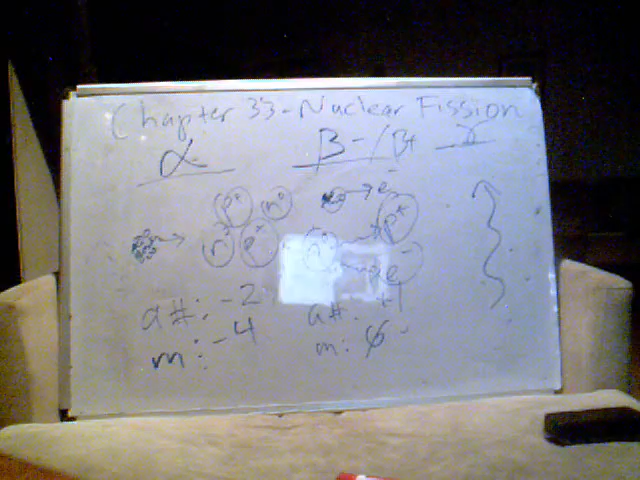 Chapter 33-Nuclear Fission
α β-/β+ γ
p+ n° e-
n° p+ p+
n° e-
a#: -2 a#: +1
m: -4 m: ϕ